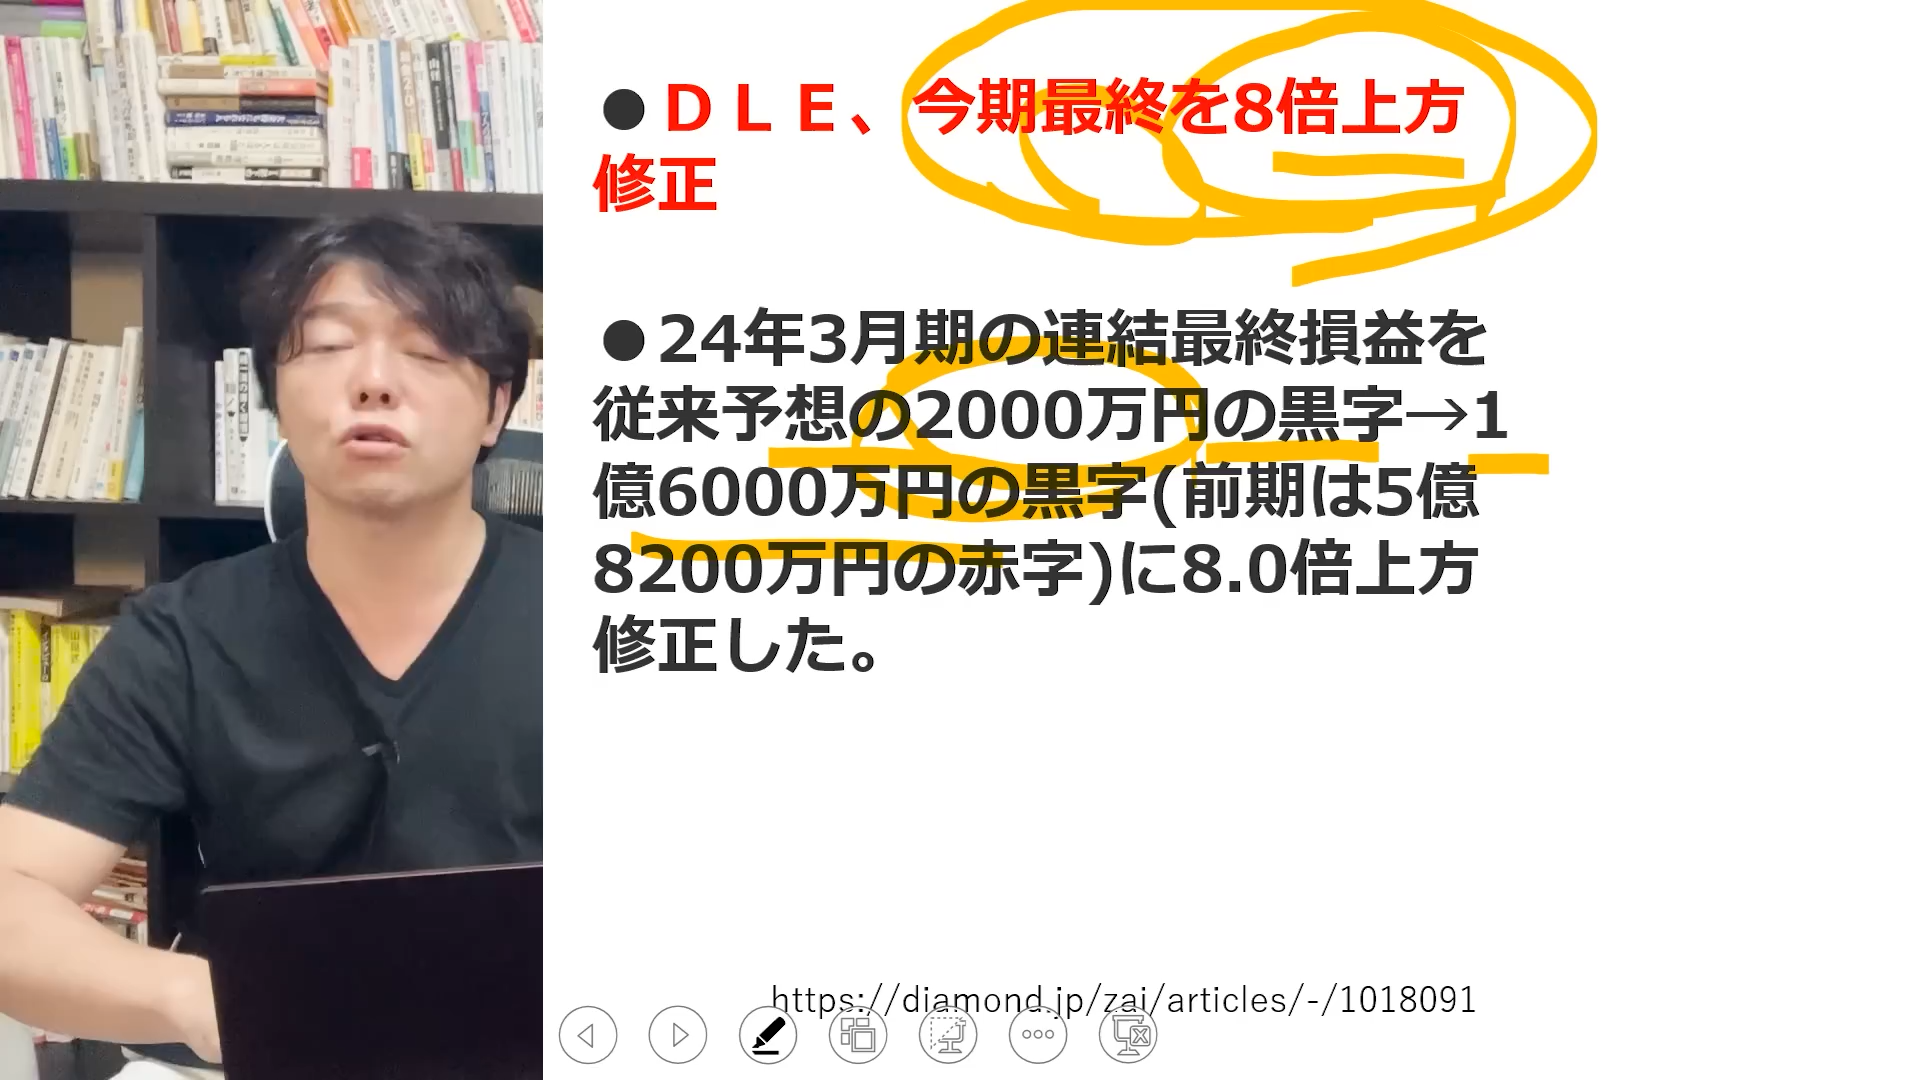 ●ＤＬＥ、今期最終を8倍上方
修正
●24年3月期の連結最終損益を
従来予想の2000万円の黒字→1
億6000万円の黒字(前期は5億
8200万円の赤字)に8.0倍上方
修正した。
https://diamond.jp/zai/articles/-/1018091